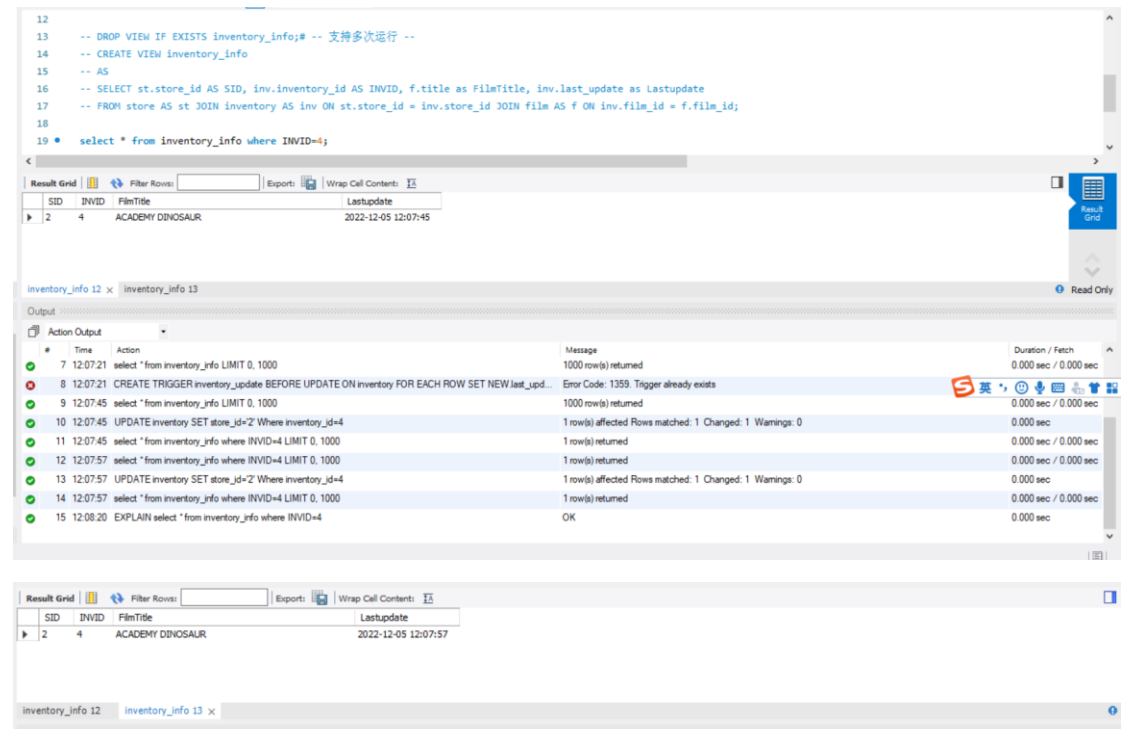 12
13 -- DROP VIEW IF EXISTS inventory_info;# -- 支持多次运行 --
14 -- CREATE VIEW inventory_info
15 -- AS
16 -- SELECT st.store_id AS SID, inv.inventory_id AS INVID, f.title as FilmTitle, inv.last_update as Lastupdate
17 -- FROM store AS st JOIN inventory AS inv ON st.store_id = inv.store_id JOIN film AS f ON inv.film_id = f.film_id;
18
19 select * from inventory_info where INVID=4;
Result Grid Filter Rows: Export: Wrap Cell Content: IA
SID INVID FilmTitle Lastupdate
2 4 ACADEMY DINOSAUR 2022-12-05 12:07:45
Result Grid
inventory_info 12 × inventory_info 13 Read Only
Output
Action Output
# Time Action Message Duration / Fetch
7 12:07:21 select * from inventory_info LIMIT 0, 1000 1000 row(s) returned 0.000 sec / 0.000 sec
8 12:07:21 CREATE TRIGGER inventory_update BEFORE UPDATE ON inventory FOR EACH ROW SET NEW.last_upd... Error Code: 1359. Trigger already exists
英
9 12:07:45 select * from inventory_info LIMIT 0, 1000 1000 row(s) returned 0.000 sec / 0.000 sec
10 12:07:45 UPDATE inventory SET store_id='2' Where inventory_id=4 1 row(s) affected Rows matched: 1 Changed: 1 Warnings: 0 0.000 sec
11 12:07:45 select * from inventory_info where INVID=4 LIMIT 0, 1000 1 row(s) returned 0.000 sec / 0.000 sec
12 12:07:57 select * from inventory_info where INVID=4 LIMIT 0, 1000 1 row(s) returned 0.000 sec / 0.000 sec
13 12:07:57 UPDATE inventory SET store_id='2' Where inventory_id=4 1 row(s) affected Rows matched: 1 Changed: 1 Warnings: 0 0.000 sec
14 12:07:57 select * from inventory_info where INVID=4 LIMIT 0, 1000 1 row(s) returned 0.000 sec / 0.000 sec
15 12:08:20 EXPLAIN select * from inventory_info where INVID=4 OK 0.000 sec
Result Grid Filter Rows: Export: Wrap Cell Content: IA
SID INVID FilmTitle Lastupdate
2 4 ACADEMY DINOSAUR 2022-12-05 12:07:57
inventory_info 12 inventory_info 13 ×